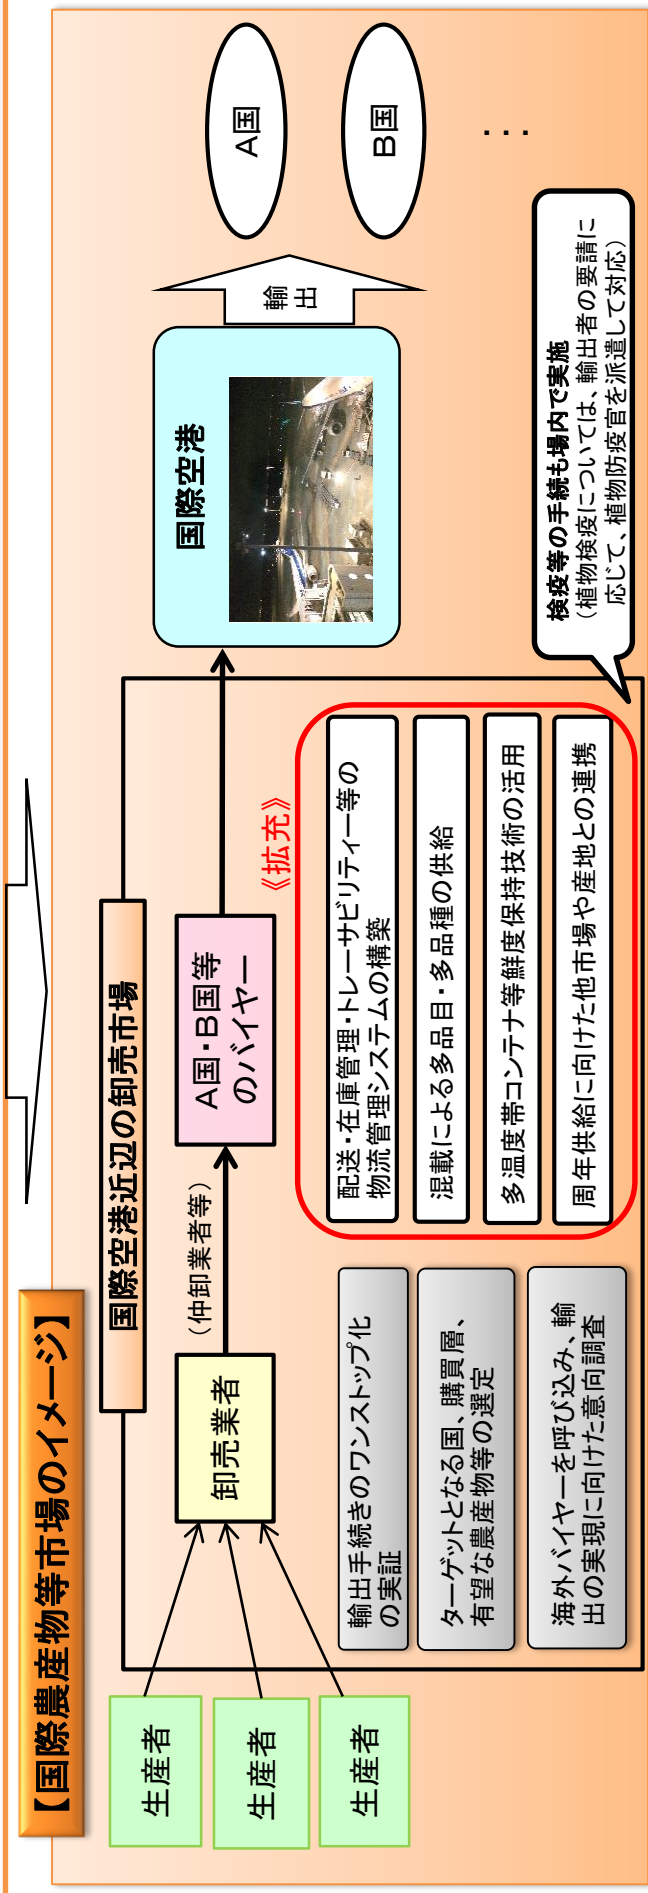 【国際農産物等市場のイメージ】
国際空港近辺の卸売市場
生産者
生産者
生産者
卸売業者
（仲卸業者等）
A国・B国等
のバイヤー
国際空港
輸
出
A国
B国
・・・
《拡充》
輸出手続きのワンストップ化
の実証
ターゲットとなる国、購買層、
有望な農産物等の選定
海外バイヤーを呼び込み、輸
出の実現に向けた意向調査
配送・在庫管理・トレーサビリティー等の
物流管理システムの構築
混載による多品目・多品種の供給
多温度帯コンテナ等鮮度保持技術の活用
周年供給に向けた他市場や産地との連携
検疫等の手続も場内で実施
（植物検疫については、輸出者の要請に
応じて、植物防疫官を派遣して対応）